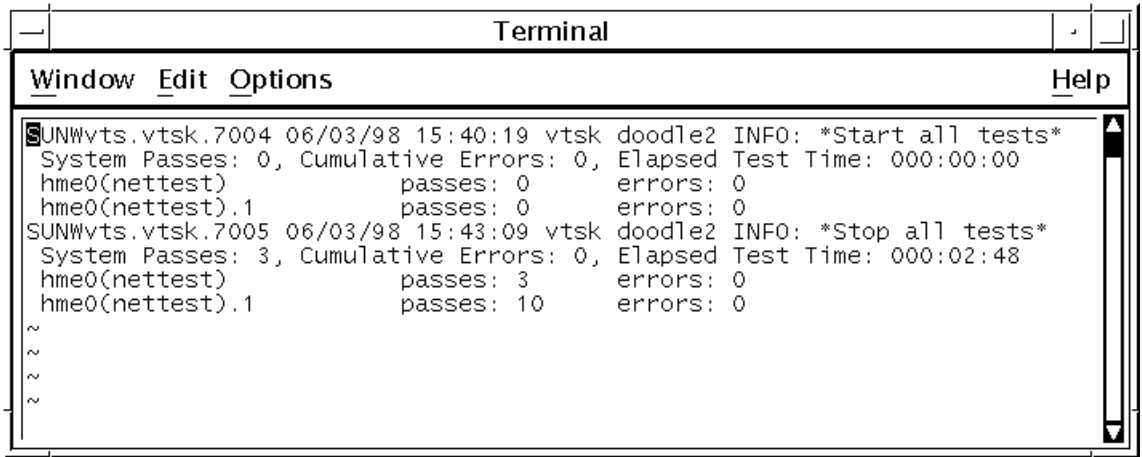 Terminal
Window Edit Options Help
SUNWvts.vtsk.7004 06/03/98 15:40:19 vtsk doodle2 INFO: *Start all tests*
System Passes: 0, Cumulative Errors: 0, Elapsed Test Time: 000:00:00
hme0(nettest) passes: 0 errors: 0
hme0(nettest).1 passes: 0 errors: 0
SUNWvts.vtsk.7005 06/03/98 15:43:09 vtsk doodle2 INFO: *Stop all tests*
System Passes: 3, Cumulative Errors: 0, Elapsed Test Time: 000:02:48
hme0(nettest) passes: 3 errors: 0
hme0(nettest).1 passes: 10 errors: 0
~
~
~
~